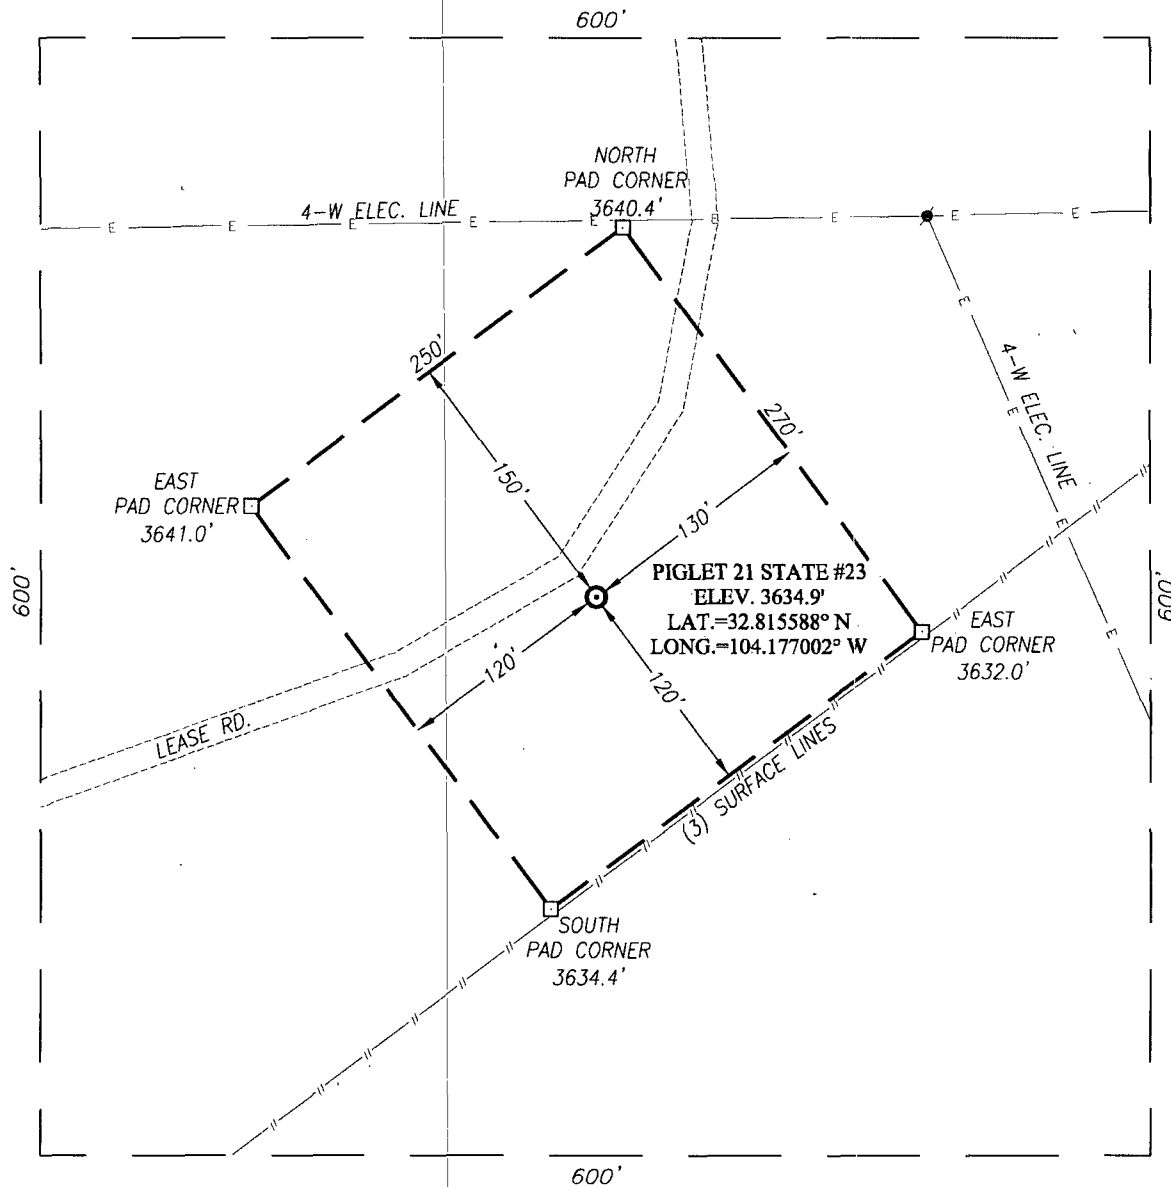 600'
NORTH
PAD CORNER
3640.4'
4-W ELEC. LINE
E E E E E E E E E
250'
270'
4-W ELEC. LINE
E E E E
150'
130'
EAST
PAD CORNER
3641.0'
600'
600'
PIGLET 21 STATE #23
ELEV. 3634.9'
LAT.=32.815588° N
LONG.=104.177002° W
EAST
PAD CORNER
3632.0'
120'
120'
LEASE RD.
(3) SURFACE LINES
SOUTH
PAD CORNER
3634.4'
600'